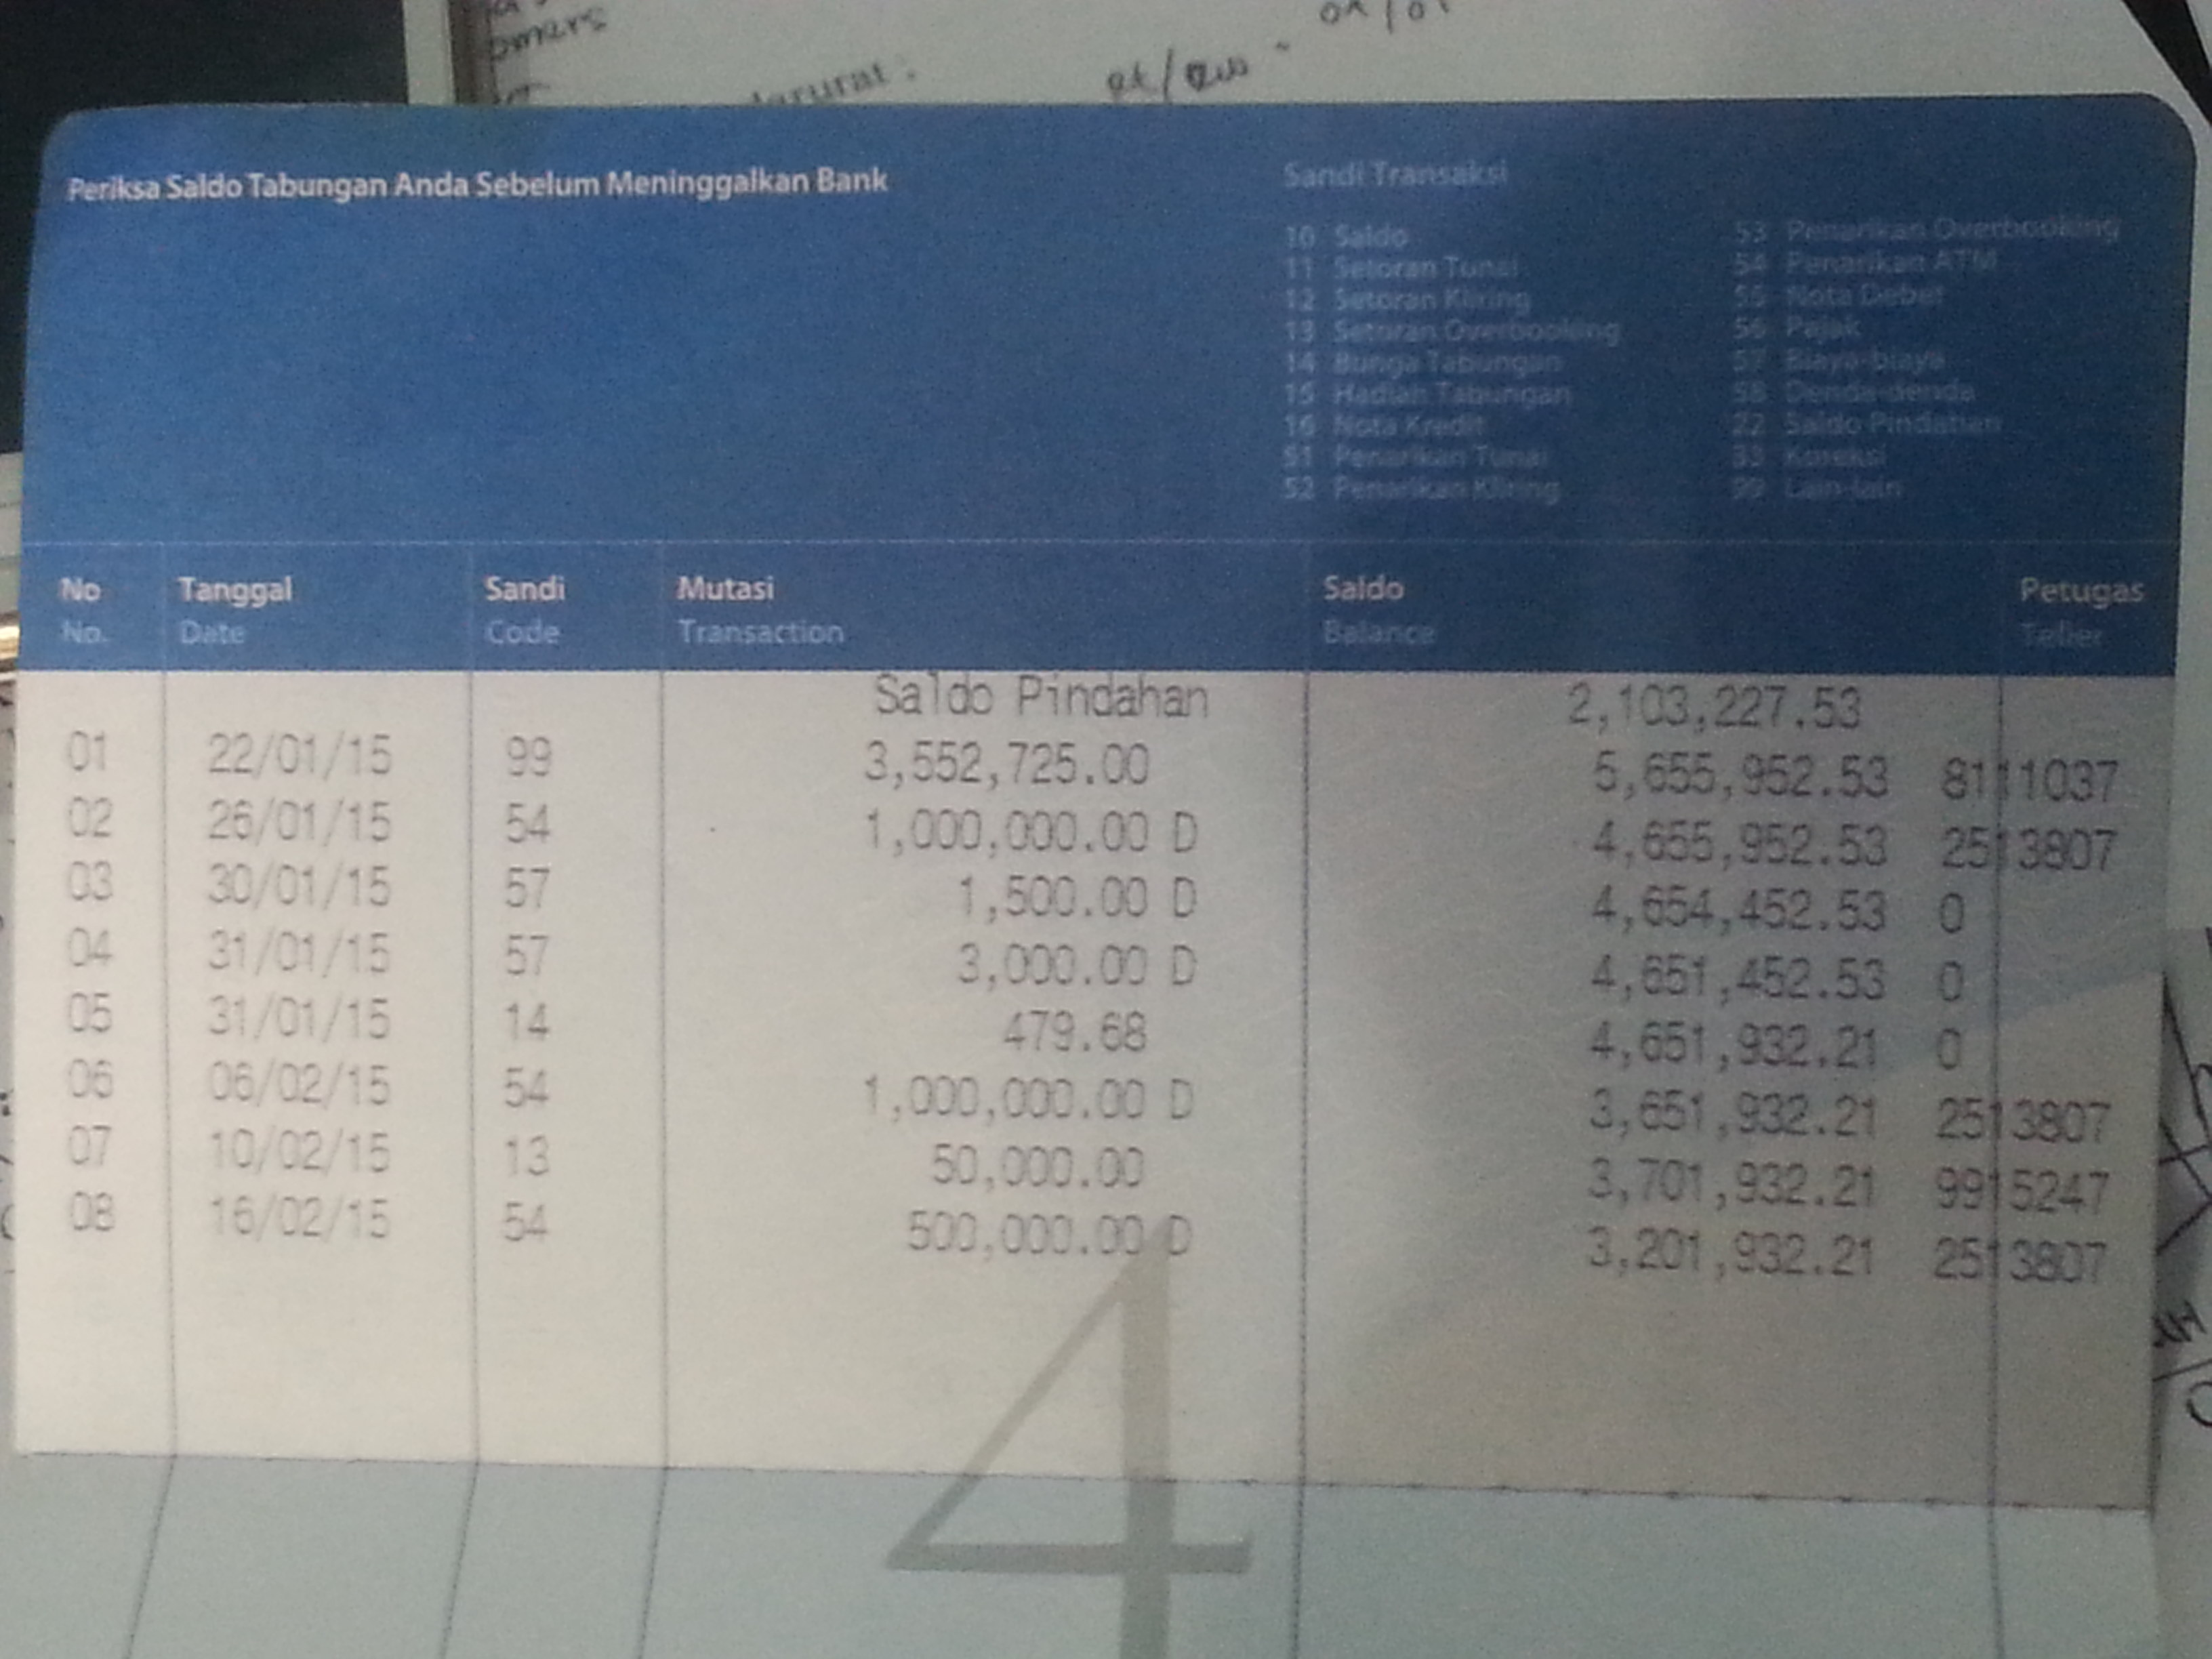 omers
darurat :
Periksa Saldo Tabungan Anda Sebelum Meninggalkan Bank
Sandi Transaksi
10 Saldo
11 Setoran Tunai
12 Setoran Kliring
13 Setoran Overbooking
14 Bunga Tabungan
15 Hadiah Tabungan
16 Nota Kredit
51 Penarikan Tunai
52 Penarikan Kliring
53 Penarikan Overbooking
54 Penarikan ATM
55 Nota Debet
56 Pajak
57 Biaya-biaya
58 Denda-denda
22 Saldo Pindahan
33 Koreksi
99 Lain-lain
No Tanggal Sandi Mutasi Saldo Petugas
No. Date Code Transaction Balance Teller
Saldo Pindahan 2,103,227.53
01 22/01/15 99 3,552,725.00 5,655,952.53 8111037
02 26/01/15 54 1,000,000.00 D 4,655,952.53 2513807
03 30/01/15 57 1,500.00 D 4,654,452.53 0
04 31/01/15 57 3,000.00 D 4,651,452.53 0
05 31/01/15 14 479.68 4,651,932.21 0
06 06/02/15 54 1,000,000.00 D 3,651,932.21 2513807
07 10/02/15 13 50,000.00 3,701,932.21 9915247
08 16/02/15 54 500,000.00 D 3,201,932.21 2513807
4